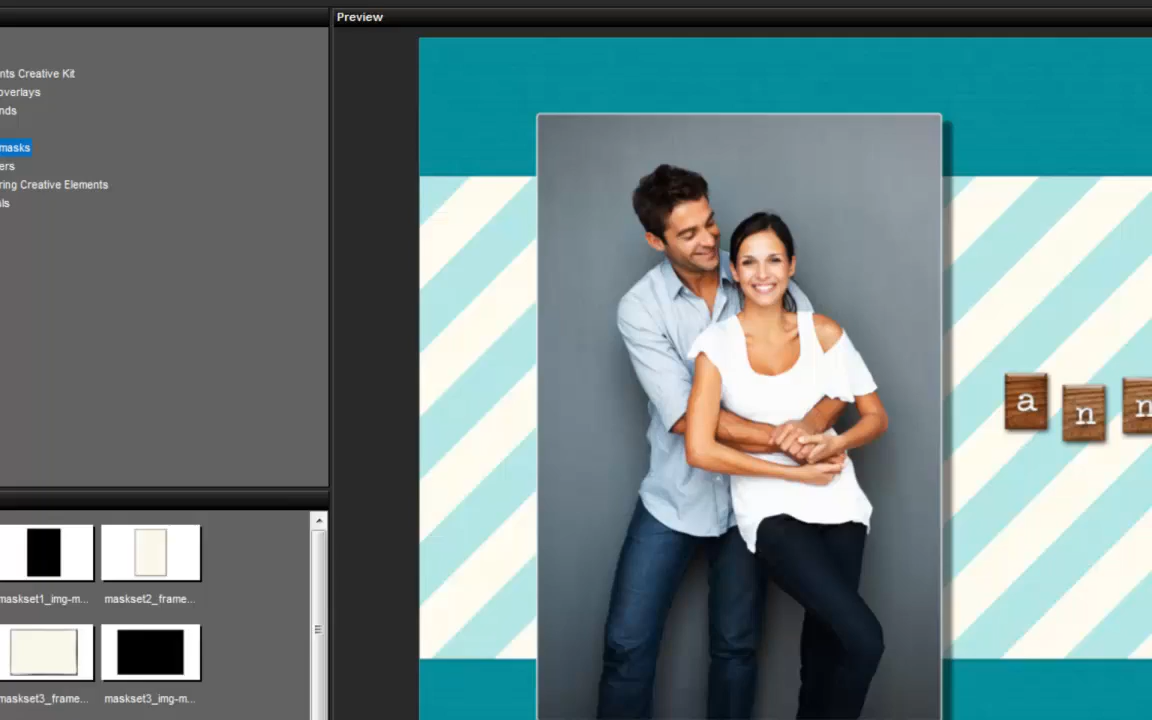 Preview
nts Creative Kit
overlays
nds
masks
ers
ring Creative Elements
ls
a n n
maskset1_img-m... maskset2_frame...
maskset3_frame... maskset3_img-m...